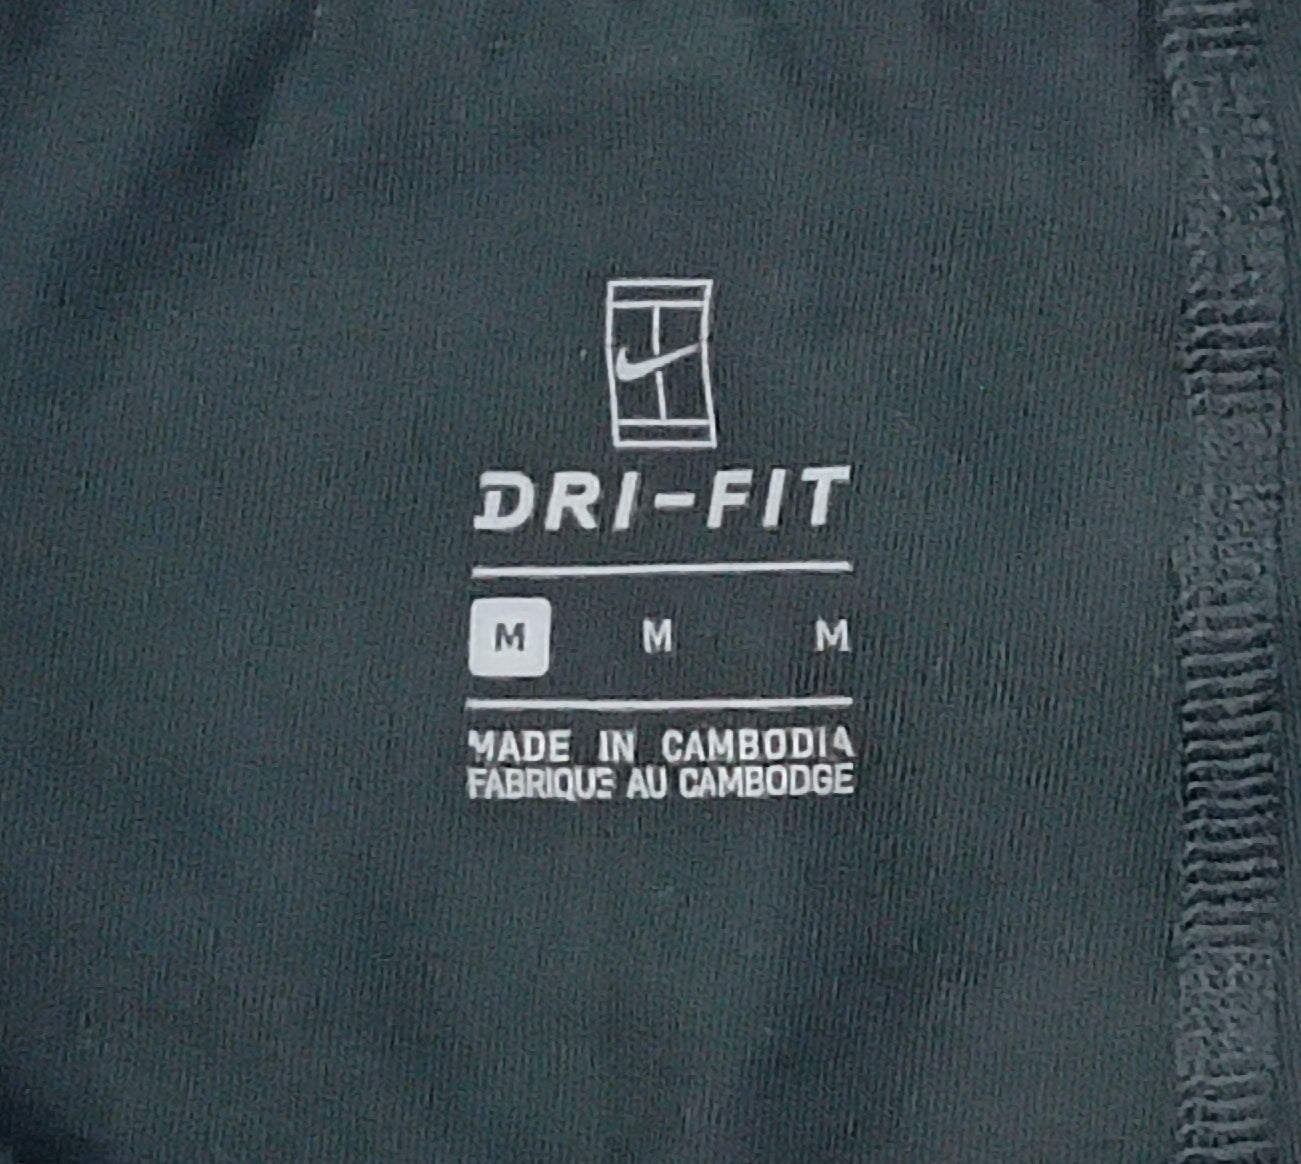 DRI-FIT
M M M
MADE IN CAMBODIA
FABRIQUE AU CAMBODGE